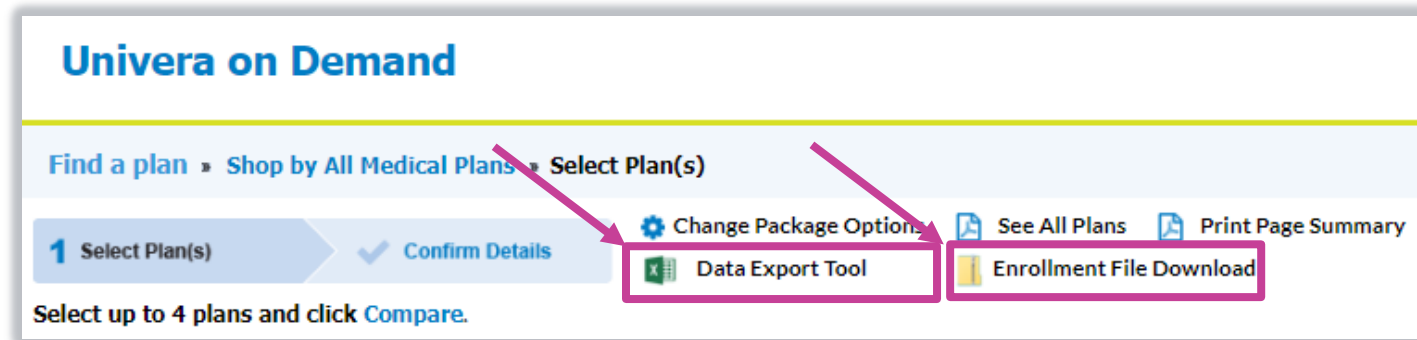 Univera on Demand
Find a plan » Shop by All Medical Plans » Select Plan(s)
1 Select Plan(s)
Confirm Details
Change Package Options
See All Plans
Print Page Summary
Data Export Tool
Enrollment File Download
Select up to 4 plans and click Compare.